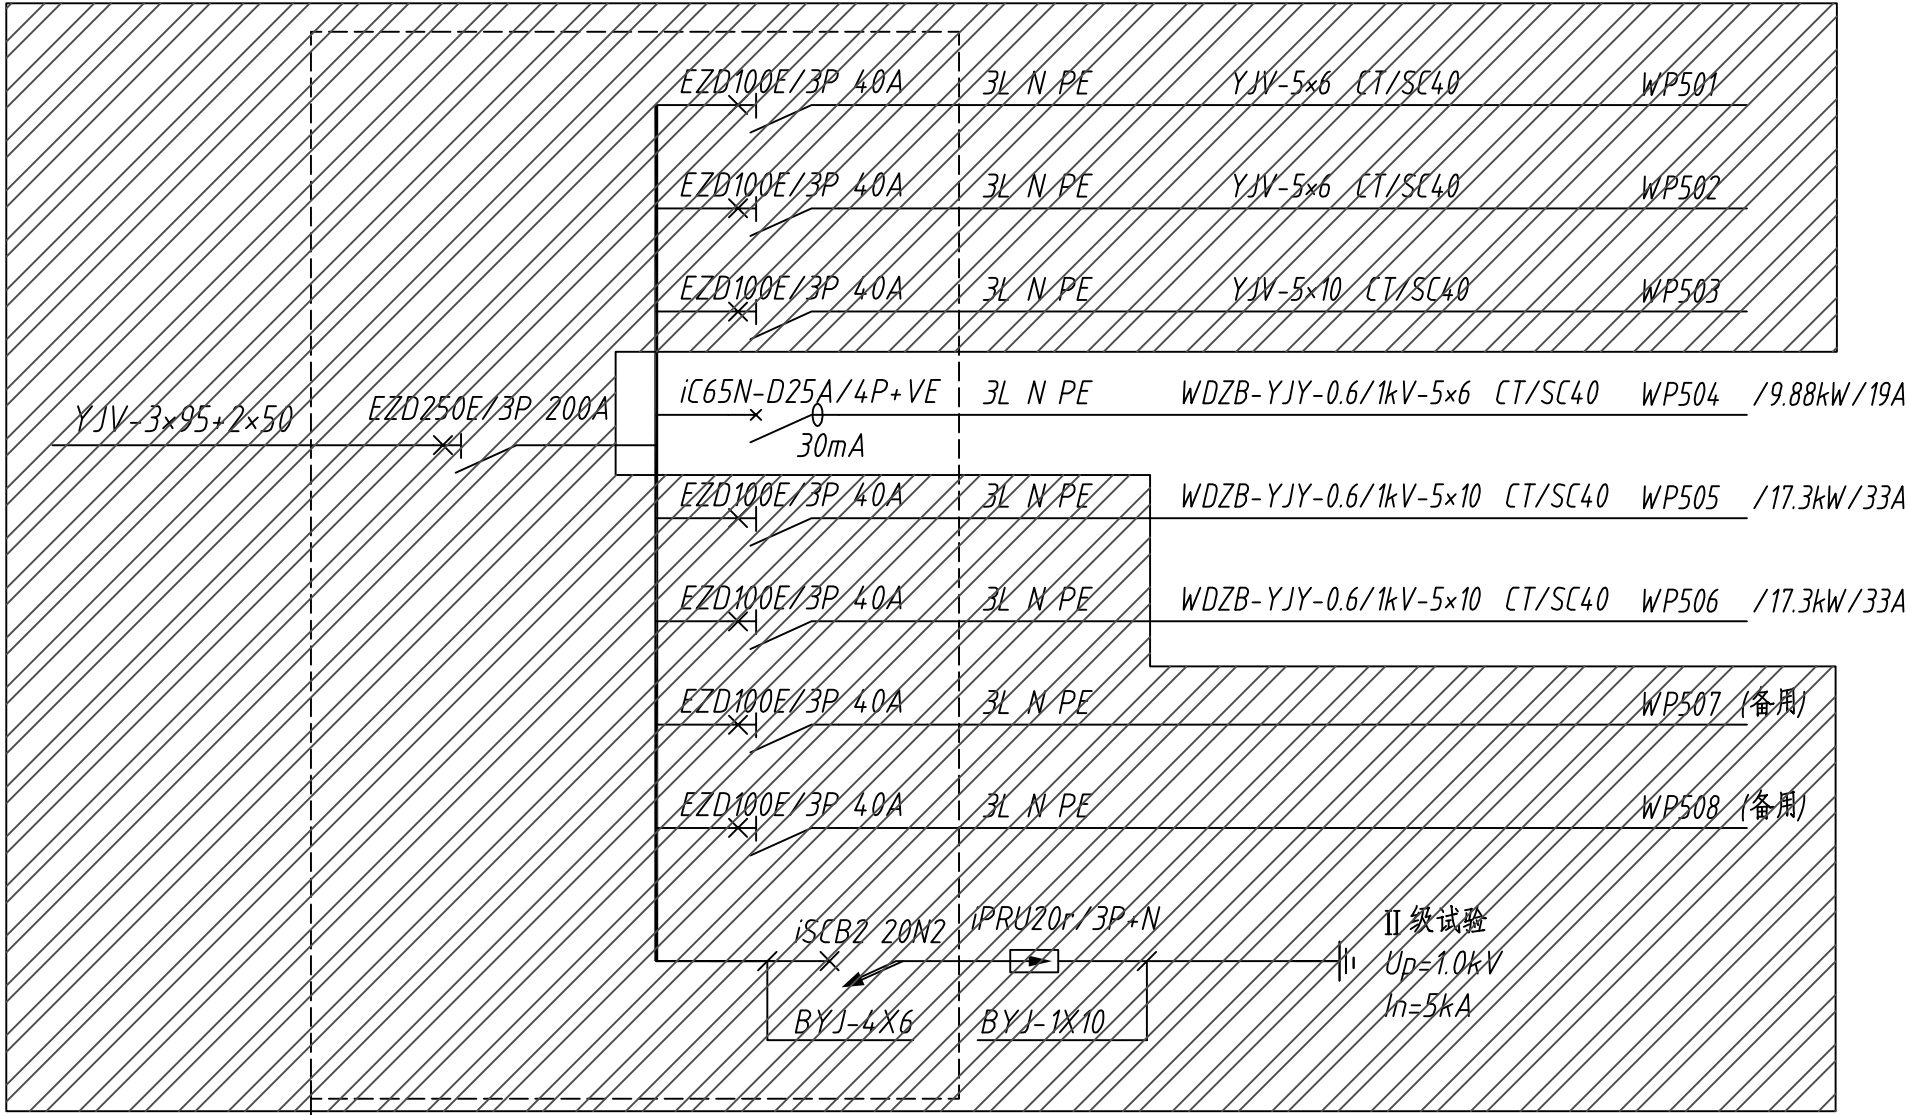 EZD100E/3P 40A 3L N PE YJV-5×6 CT/SC40 WP501
EZD100E/3P 40A 3L N PE YJV-5×6 CT/SC40 WP502
EZD100E/3P 40A 3L N PE YJV-5×10 CT/SC40 WP503
iC65N-D25A/4P+VE 3L N PE WDZB-YJY-0.6/1kV-5×6 CT/SC40 WP504 /9.88kW/19A
YJV-3×95+2×50 EZD250E/3P 200A
30mA
EZD100E/3P 40A 3L N PE WDZB-YJY-0.6/1kV-5×10 CT/SC40 WP505 /17.3kW/33A
EZD100E/3P 40A 3L N PE WDZB-YJY-0.6/1kV-5×10 CT/SC40 WP506 /17.3kW/33A
EZD100E/3P 40A 3L N PE WP507 (备用)
EZD100E/3P 40A 3L N PE WP508 (备用)
iSCB2 20N2 iPRU20r/3P+N II 级试验
Up=1.0kV
In=5kA
BYJ-4X6 BYJ-1X10